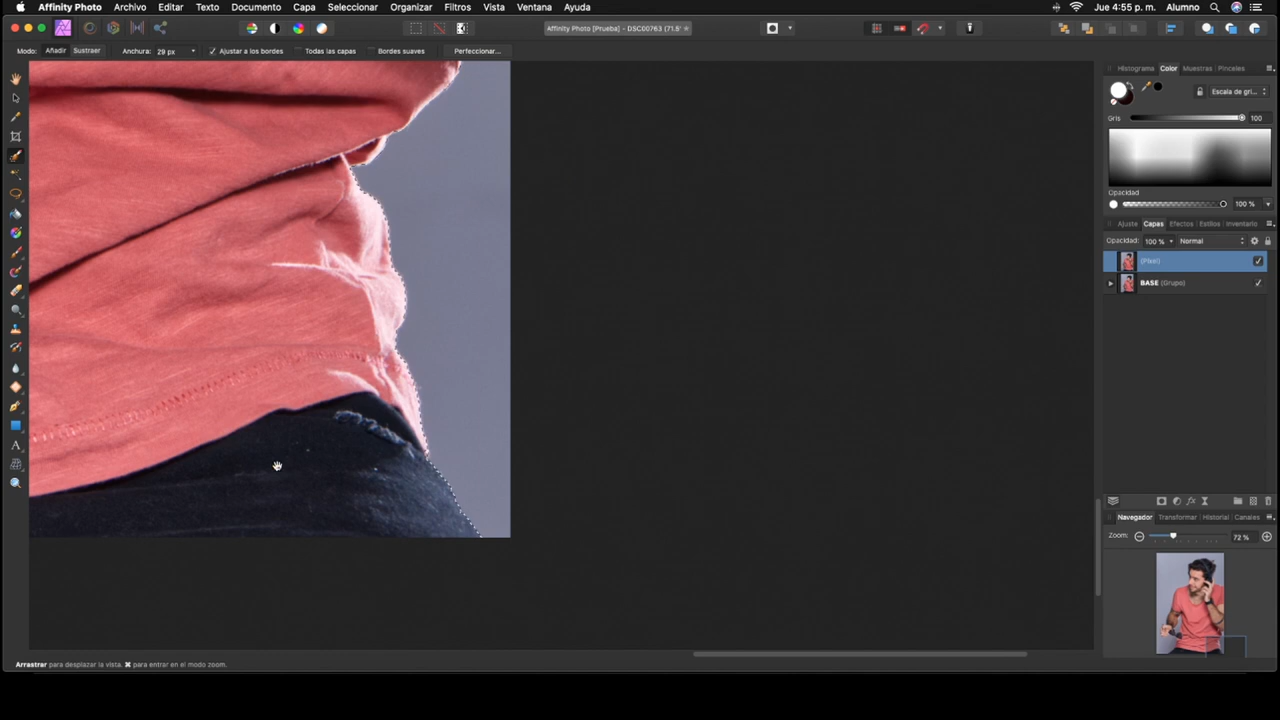 Affinity Photo Archivo Editar Texto Documento Capa Seleccionar Organizar Filtros Vista Ventana Ayuda Jue 4:55 p. m. Alumno
Affinity Photo [Prueba] - DSC00763 (71.5%)
Modo: Añadir Sustraer Anchura: 29 px Ajustar a los bordes Todas las capas Bordes suaves Perfeccionar...
Histograma Color Muestras Pinceles
Escala de gri...
Gris 100
Opacidad
100 %
Ajuste Capas Efectos Estilos Inventario
Opacidad: 100 % Normal
(Píxel)
BASE (Grupo)
Navegador Transformar Historial Canales
Zoom: 72 %
Arrastrar para desplazar la vista. ⌘ para entrar en el modo zoom.